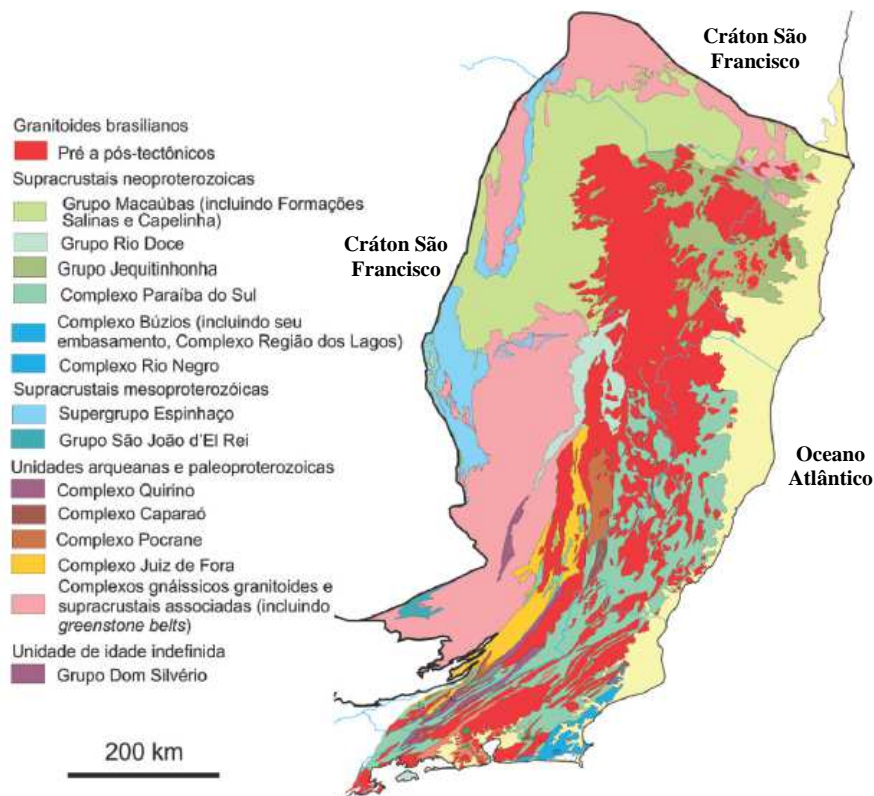 Cráton São
Francisco
Granitoides brasilianos
Pré a pós-tectônicos
Supracrustais neoproterozoicas
Grupo Macaúbas (incluindo Formações
Salinas e Capelinha)
Grupo Rio Doce
Grupo Jequitinhonha
Complexo Paraíba do Sul
Complexo Búzios (incluindo seu
embasamento, Complexo Região dos Lagos)
Complexo Rio Negro
Supracrustais mesoproterozóicas
Supergrupo Espinhaço
Grupo São João d'El Rei
Unidades arqueanas e paleoproterozoicas
Complexo Quirino
Complexo Caparaó
Complexo Pocrane
Complexo Juiz de Fora
Complexos gnáissicos granitoides e
supracrustais associadas (incluindo
greenstone belts)
Unidade de idade indefinida
Grupo Dom Silvério
200 km
Cráton São
Francisco
Oceano
Atlântico